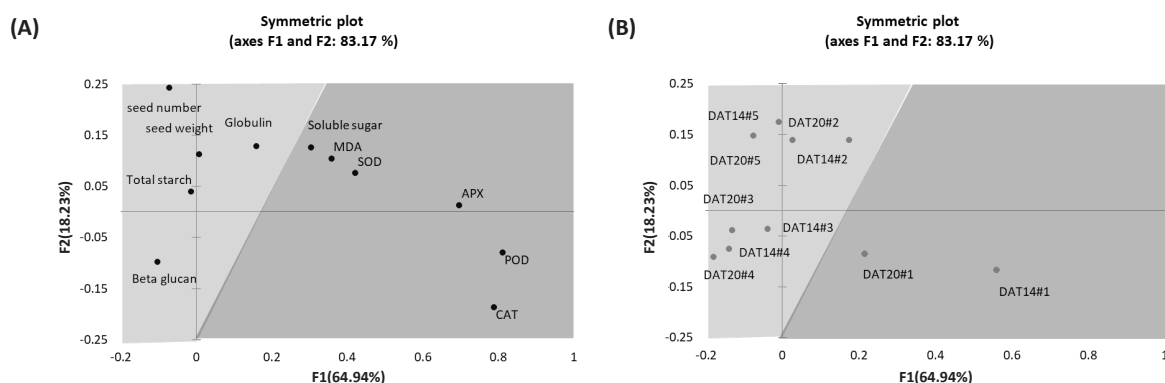 (A)
Symmetric plot
(axes F1 and F2: 83.17 %)
0.25
0.15
0.05
-0.05
-0.15
-0.25
F2(18.23%)
seed number
seed weight
Globulin
Soluble sugar
MDA
SOD
Total starch
APX
Beta glucan
POD
CAT
-0.2
0
0.2
0.4
0.6
0.8
1
F1(64.94%)
(B)
Symmetric plot
(axes F1 and F2: 83.17 %)
0.25
0.15
0.05
-0.05
-0.15
-0.25
F2(18.23%)
DAT14#5
DAT20#2
DAT20#5
DAT14#2
DAT20#3
DAT14#3
DAT14#4
DAT20#4
DAT20#1
DAT14#1
-0.2
0
0.2
0.4
0.6
0.8
1
F1(64.94%)